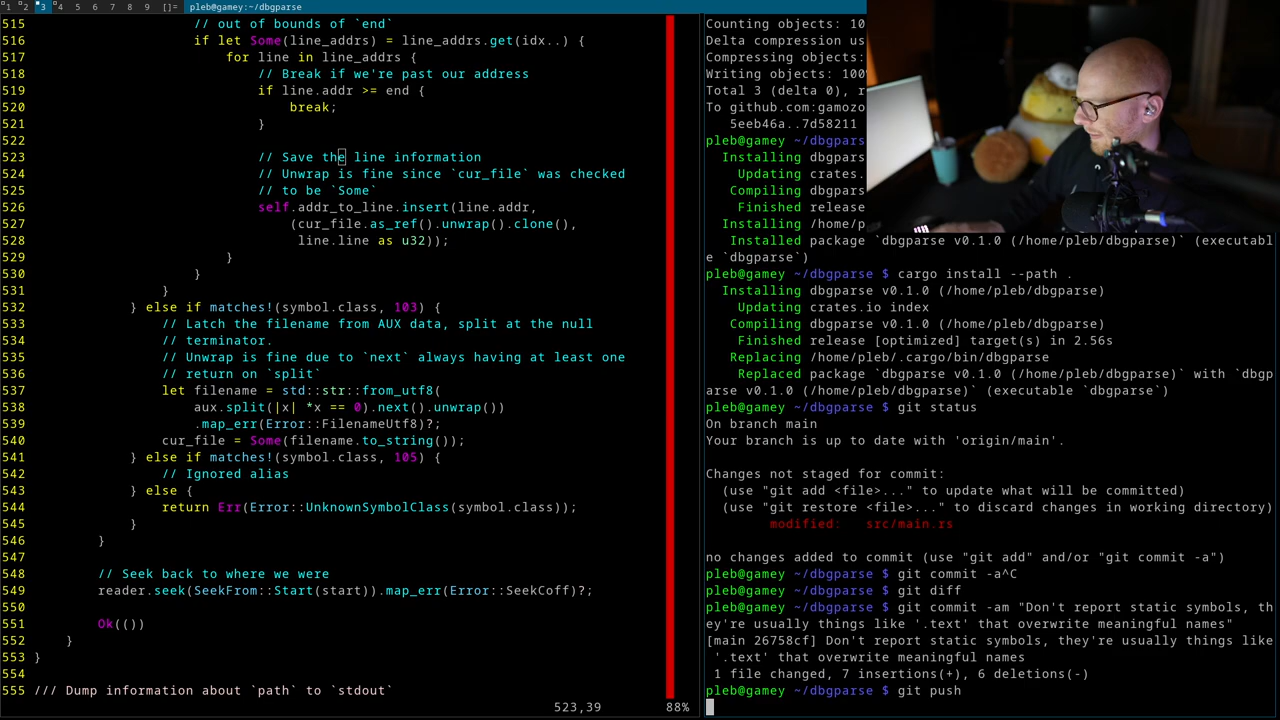 1 2 3 4 5 6 7 8 9 []= pleb@gamey:~/dbgparse
515 // out of bounds of `end`
516 if let Some(line_addrs) = line_addrs.get(idx..) {
517 for line in line_addrs {
518 // Break if we're past our address
519 if line.addr >= end {
520 break;
521 }
522
523 // Save the line information
524 // Unwrap is fine since `cur_file` was checked
525 // to be `Some`
526 self.addr_to_line.insert(line.addr,
527 (cur_file.as_ref().unwrap().clone(),
528 line.line as u32));
529 }
530 }
531 }
532 } else if matches!(symbol.class, 103) {
533 // Latch the filename from AUX data, split at the null
534 // terminator.
535 // Unwrap is fine due to `next` always having at least one
536 // return on `split`
537 let filename = std::str::from_utf8(
538 aux.split(|x| *x == 0).next().unwrap())
539 .map_err(Error::FilenameUtf8)?;
540 cur_file = Some(filename.to_string());
541 } else if matches!(symbol.class, 105) {
542 // Ignored alias
543 } else {
544 return Err(Error::UnknownSymbolClass(symbol.class));
545 }
546 }
547
548 // Seek back to where we were
549 reader.seek(SeekFrom::Start(start)).map_err(Error::SeekCoff)?;
550
551 Ok(())
552 }
553 }
554
555 /// Dump information about `path` to `stdout`
523,39 88%
Counting objects: 10
Delta compression us
Compressing objects:
Writing objects: 100
Total 3 (delta 0), r
To github.com:gamozo
5eeb46a..7d58211
pleb@gamey ~/dbgpars
Installing dbgpars
Updating crates.
Compiling dbgpars
Finished release
Installing /home/p
Installed package `dbgparse v0.1.0 (/home/pleb/dbgparse)` (executabl
e `dbgparse`)
pleb@gamey ~/dbgparse $ cargo install --path .
Installing dbgparse v0.1.0 (/home/pleb/dbgparse)
Updating crates.io index
Compiling dbgparse v0.1.0 (/home/pleb/dbgparse)
Finished release [optimized] target(s) in 2.56s
Replacing /home/pleb/.cargo/bin/dbgparse
Replaced package `dbgparse v0.1.0 (/home/pleb/dbgparse)` with `dbgp
arse v0.1.0 (/home/pleb/dbgparse)` (executable `dbgparse`)
pleb@gamey ~/dbgparse $ git status
On branch main
Your branch is up to date with 'origin/main'.
Changes not staged for commit:
(use "git add <file>..." to update what will be committed)
(use "git restore <file>..." to discard changes in working directory)
modified: src/main.rs
no changes added to commit (use "git add" and/or "git commit -a")
pleb@gamey ~/dbgparse $ git commit -a^C
pleb@gamey ~/dbgparse $ git diff
pleb@gamey ~/dbgparse $ git commit -am "Don't report static symbols, th
ey're usually things like '.text' that overwrite meaningful names"
[main 26758cf] Don't report static symbols, they're usually things like
'.text' that overwrite meaningful names
1 file changed, 7 insertions(+), 6 deletions(-)
pleb@gamey ~/dbgparse $ git push